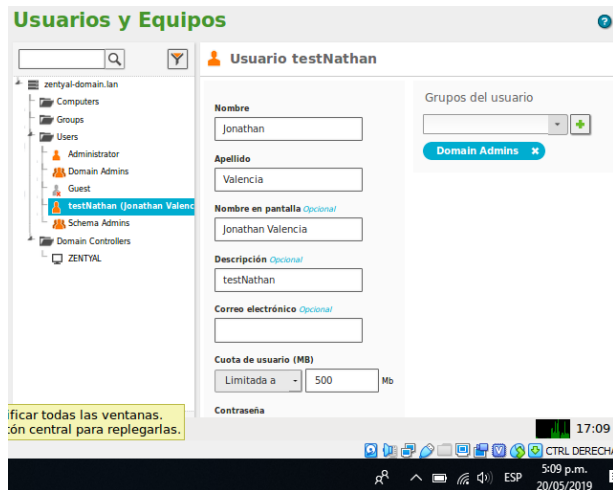 Usuarios y Equipos
zentyal-domain.lan
Computers
Groups
Users
Administrator
Domain Admins
Guest
testNathan (Jonathan Valenc
Schema Admins
Domain Controllers
ZENTYAL
Usuario testNathan
Nombre
Jonathan
Apellido
Valencia
Nombre en pantalla Opcional
Jonathan Valencia
Descripción Opcional
testNathan
Correo electrónico Opcional
Cuota de usuario (MB)
Limitada a 500 Mb
Contraseña
Grupos del usuario
Domain Admins
ificar todas las ventanas.
tón central para replegarlas.
17:09
CTRL DERECHA
ESP
5:09 p.m.
20/05/2019